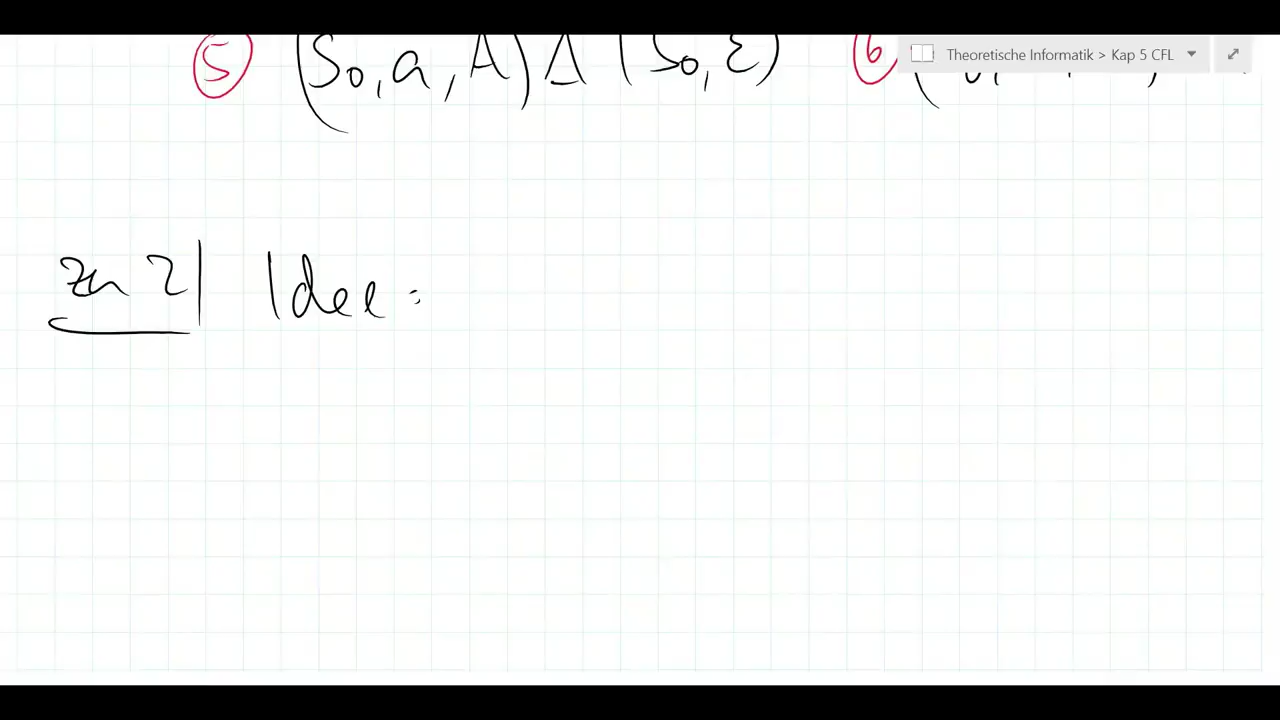 ⑤ (S₀, a, A) Δ (S₀, ε) ⑥
Theoretische Informatik > Kap 5 CFL
zu 2| Idee: